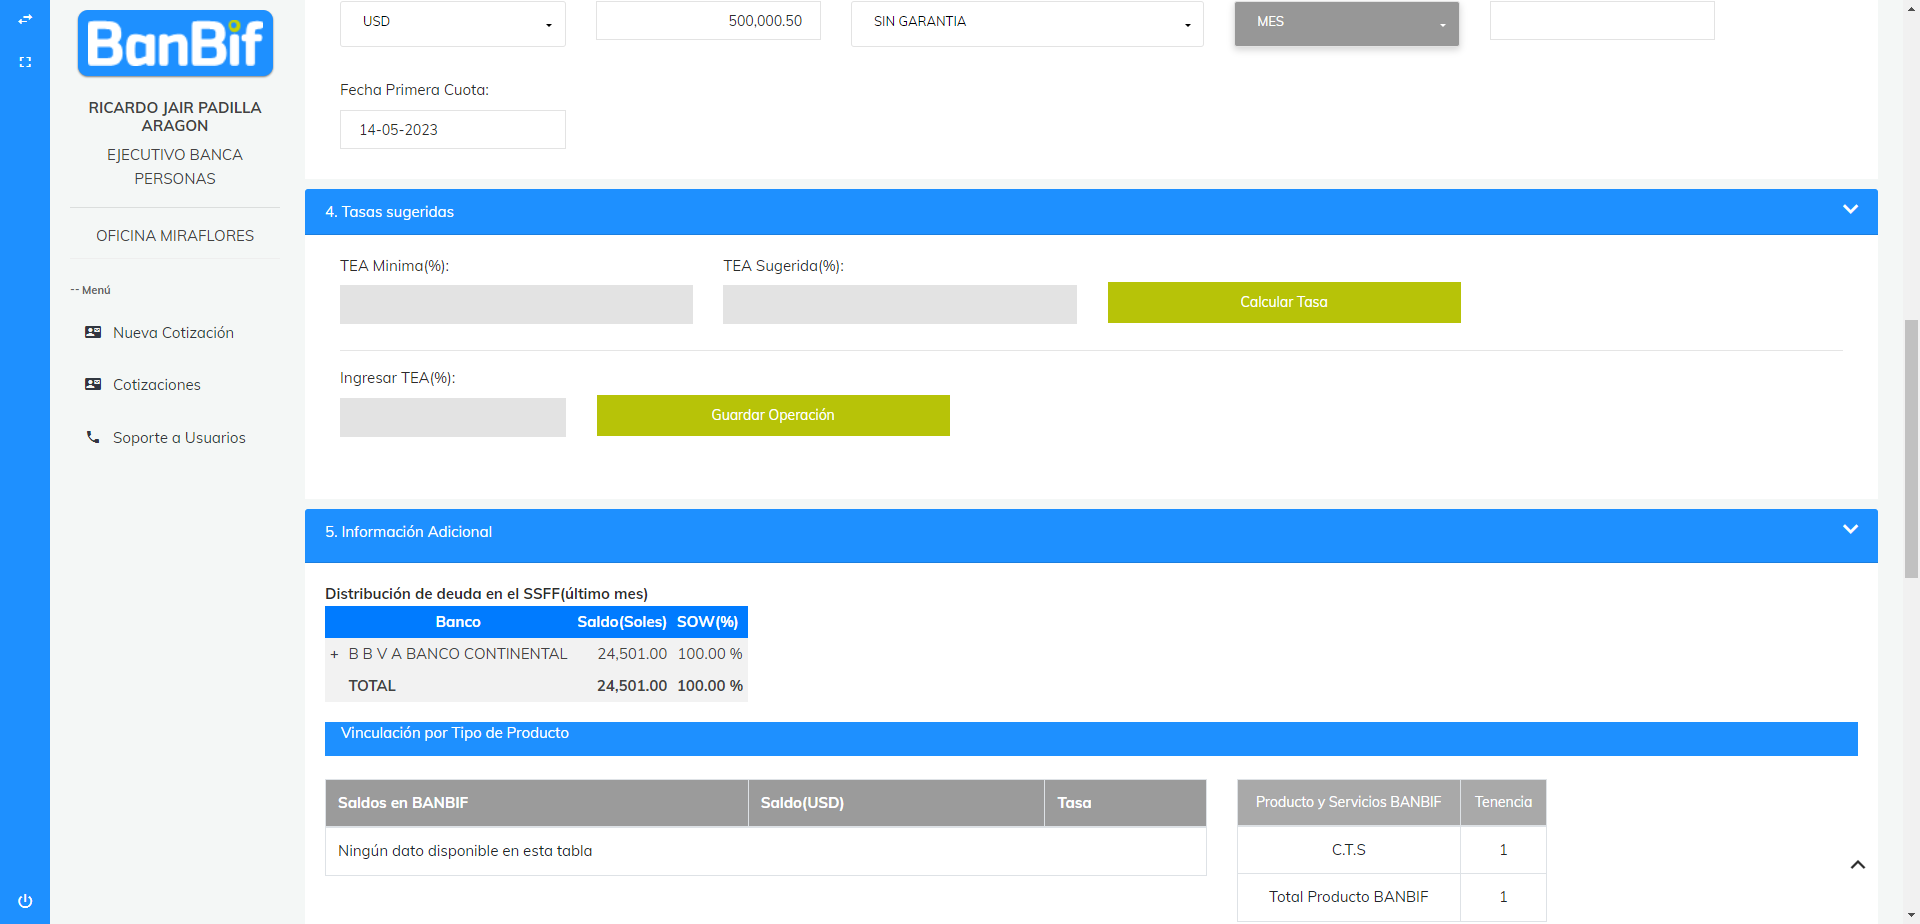 BanBif
RICARDO JAIR PADILLA
ARAGON
EJECUTIVO BANCA
PERSONAS
OFICINA MIRAFLORES
-- Menú
Nueva Cotización
Cotizaciones
Soporte a Usuarios
USD 500,000.50 SIN GARANTIA MES
Fecha Primera Cuota:
14-05-2023
4. Tasas sugeridas
TEA Minima(%): TEA Sugerida(%):
Calcular Tasa
Ingresar TEA(%):
Guardar Operación
5. Información Adicional
Distribución de deuda en el SSFF(último mes)
Banco Saldo(Soles) SOW(%)
+ B B V A BANCO CONTINENTAL 24,501.00 100.00 %
TOTAL 24,501.00 100.00 %
Vinculación por Tipo de Producto
Saldos en BANBIF Saldo(USD) Tasa
Ningún dato disponible en esta tabla
Producto y Servicios BANBIF Tenencia
C.T.S 1
Total Producto BANBIF 1